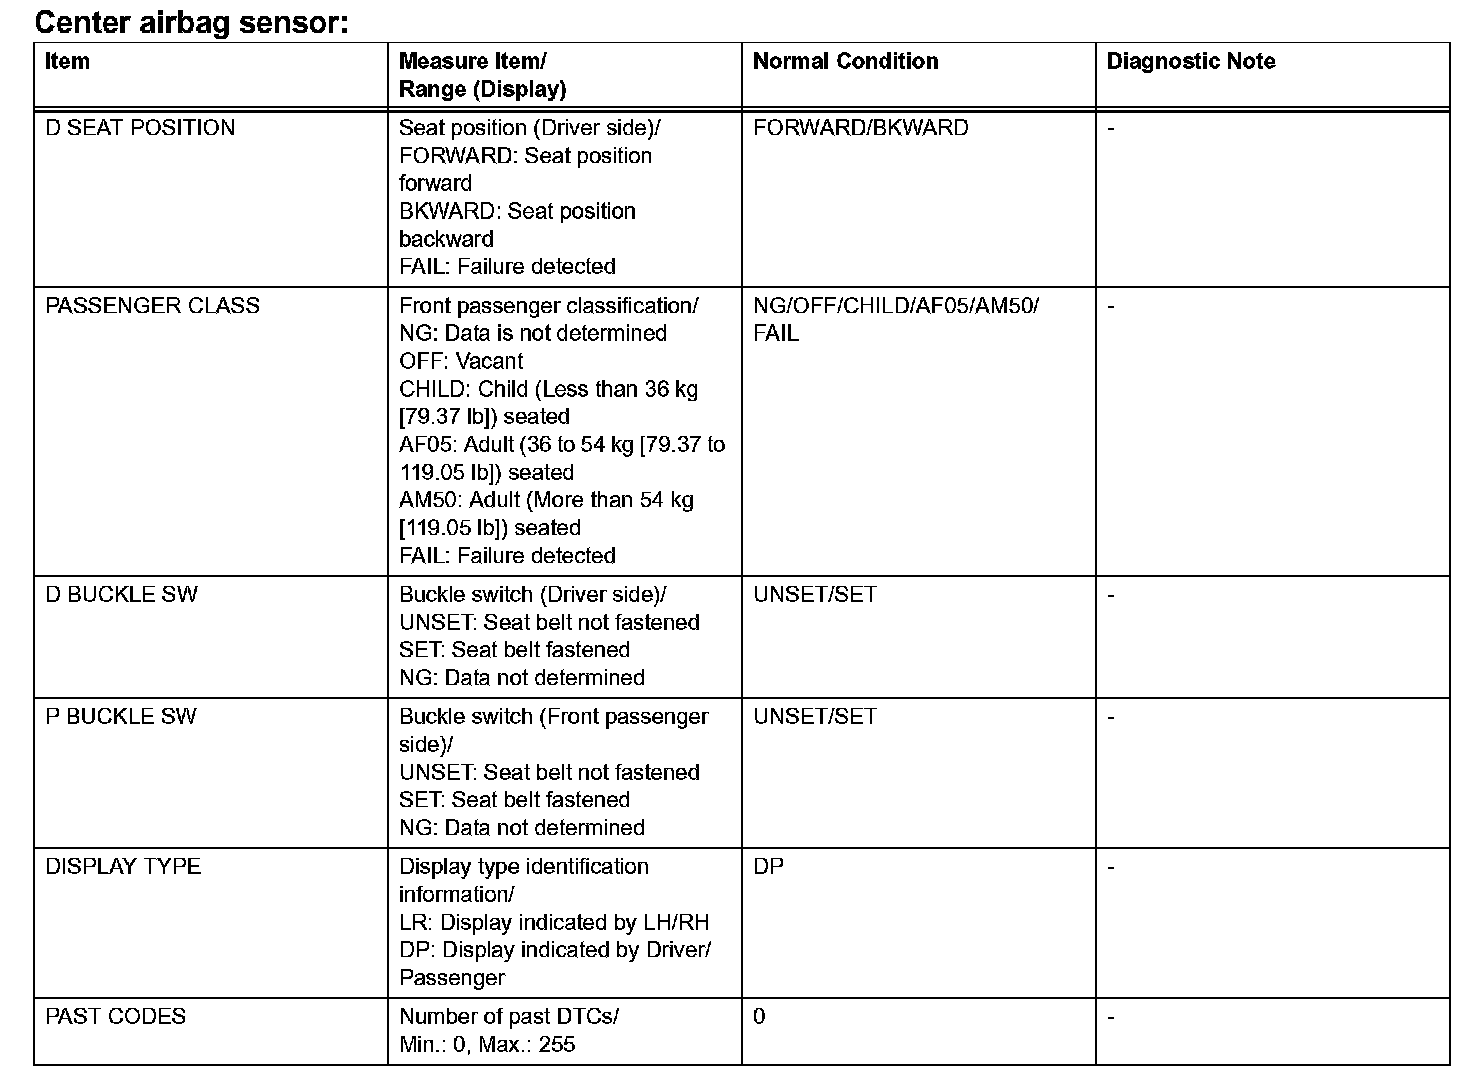 Center airbag sensor:
Item
Measure Item/
Range (Display)
Normal Condition
Diagnostic Note
D SEAT POSITION
Seat position (Driver side)/
FORWARD: Seat position
forward
BKWARD: Seat position
backward
FAIL: Failure detected
FORWARD/BKWARD
-
PASSENGER CLASS
Front passenger classification/
NG: Data is not determined
OFF: Vacant
CHILD: Child (Less than 36 kg
[79.37 lb]) seated
AF05: Adult (36 to 54 kg [79.37 to
119.05 lb]) seated
AM50: Adult (More than 54 kg
[119.05 lb]) seated
FAIL: Failure detected
NG/OFF/CHILD/AF05/AM50/
FAIL
-
D BUCKLE SW
Buckle switch (Driver side)/
UNSET: Seat belt not fastened
SET: Seat belt fastened
NG: Data not determined
UNSET/SET
-
P BUCKLE SW
Buckle switch (Front passenger
side)/
UNSET: Seat belt not fastened
SET: Seat belt fastened
NG: Data not determined
UNSET/SET
-
DISPLAY TYPE
Display type identification
information/
LR: Display indicated by LH/RH
DP: Display indicated by Driver/
Passenger
DP
-
PAST CODES
Number of past DTCs/
Min.: 0, Max.: 255
0
-